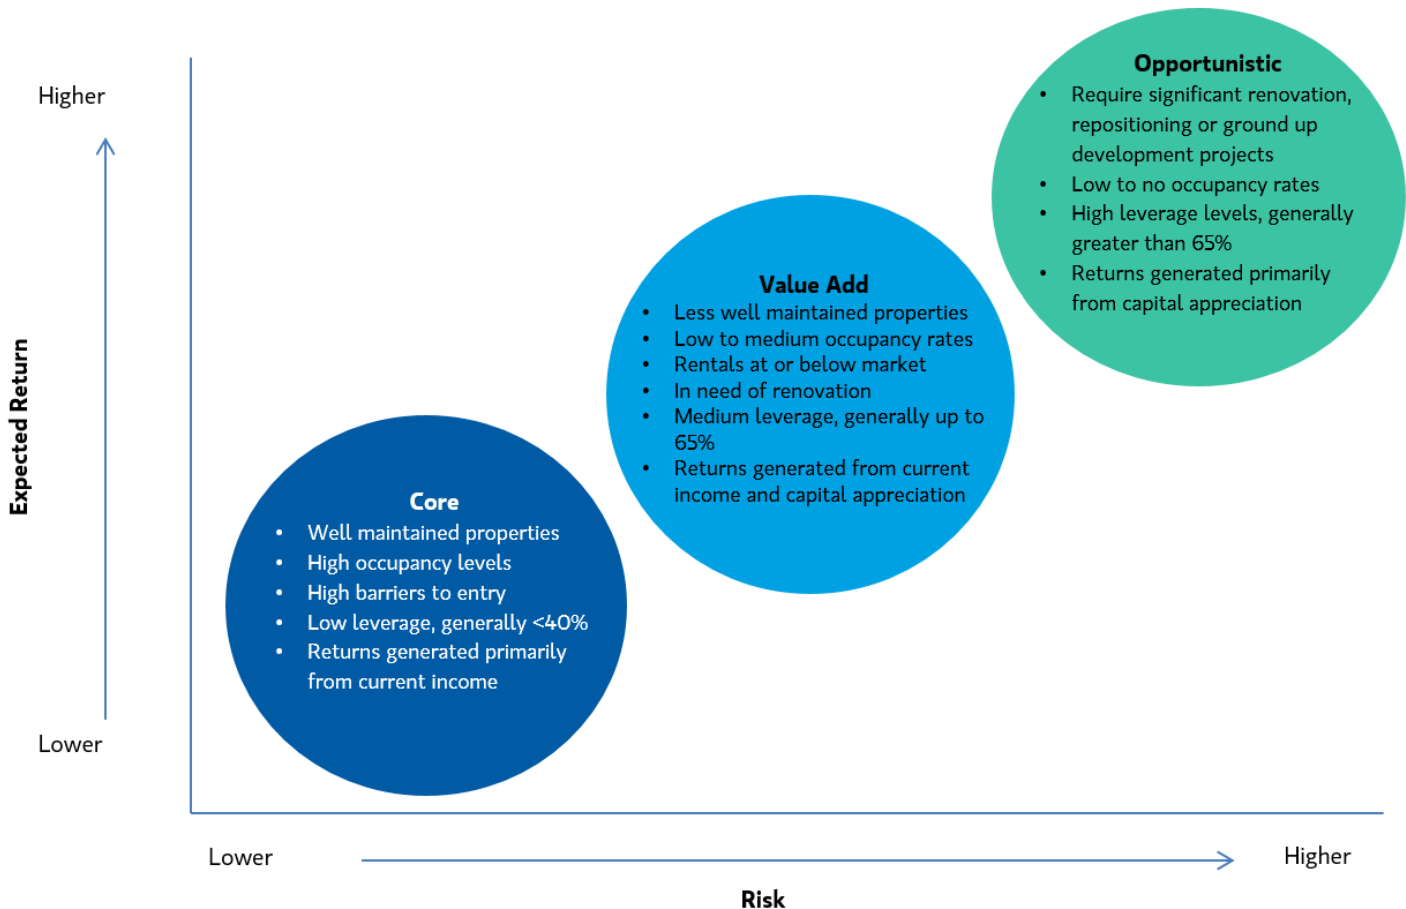 Higher
Lower
Expected Return
Opportunistic
• Require significant renovation,
repositioning or ground up
development projects
• Low to no occupancy rates
• High leverage levels, generally
greater than 65%
• Returns generated primarily
from capital appreciation
Value Add
• Less well maintained properties
• Low to medium occupancy rates
• Rentals at or below market
• In need of renovation
• Medium leverage, generally up to
65%
• Returns generated from current
income and capital appreciation
Core
• Well maintained properties
• High occupancy levels
• High barriers to entry
• Low leverage, generally <40%
• Returns generated primarily
from current income
Lower
Higher
Risk